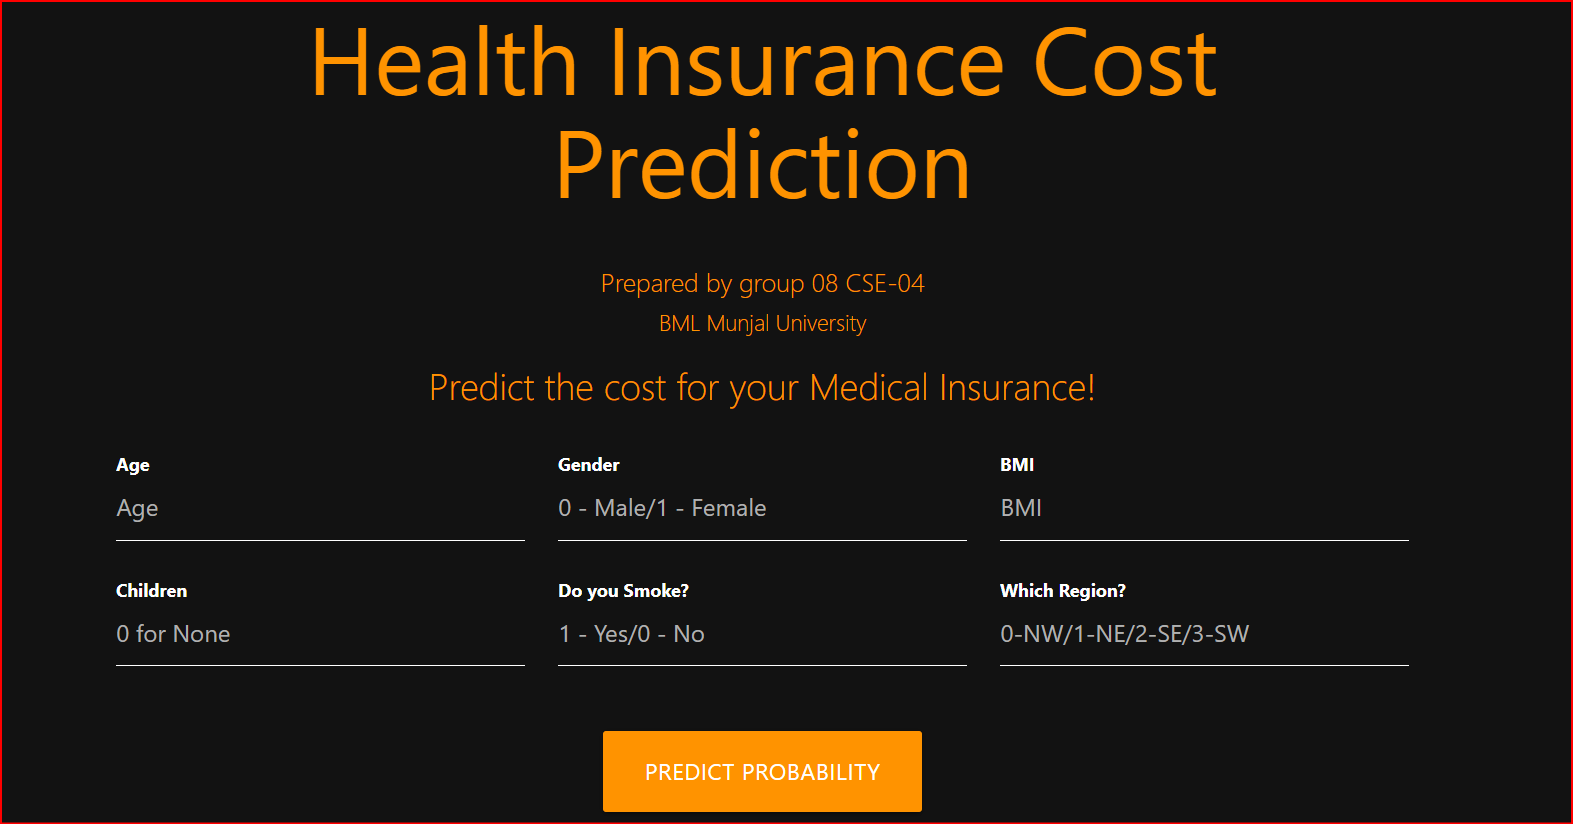 Health Insurance Cost
Prediction
Prepared by group 08 CSE-04
BML Munjal University
Predict the cost for your Medical Insurance!
Age
Gender
BMI
Age
0 - Male/1 - Female
BMI
Children
Do you Smoke?
Which Region?
0 for None
1 - Yes/0 - No
0-NW/1-NE/2-SE/3-SW
PREDICT PROBABILITY